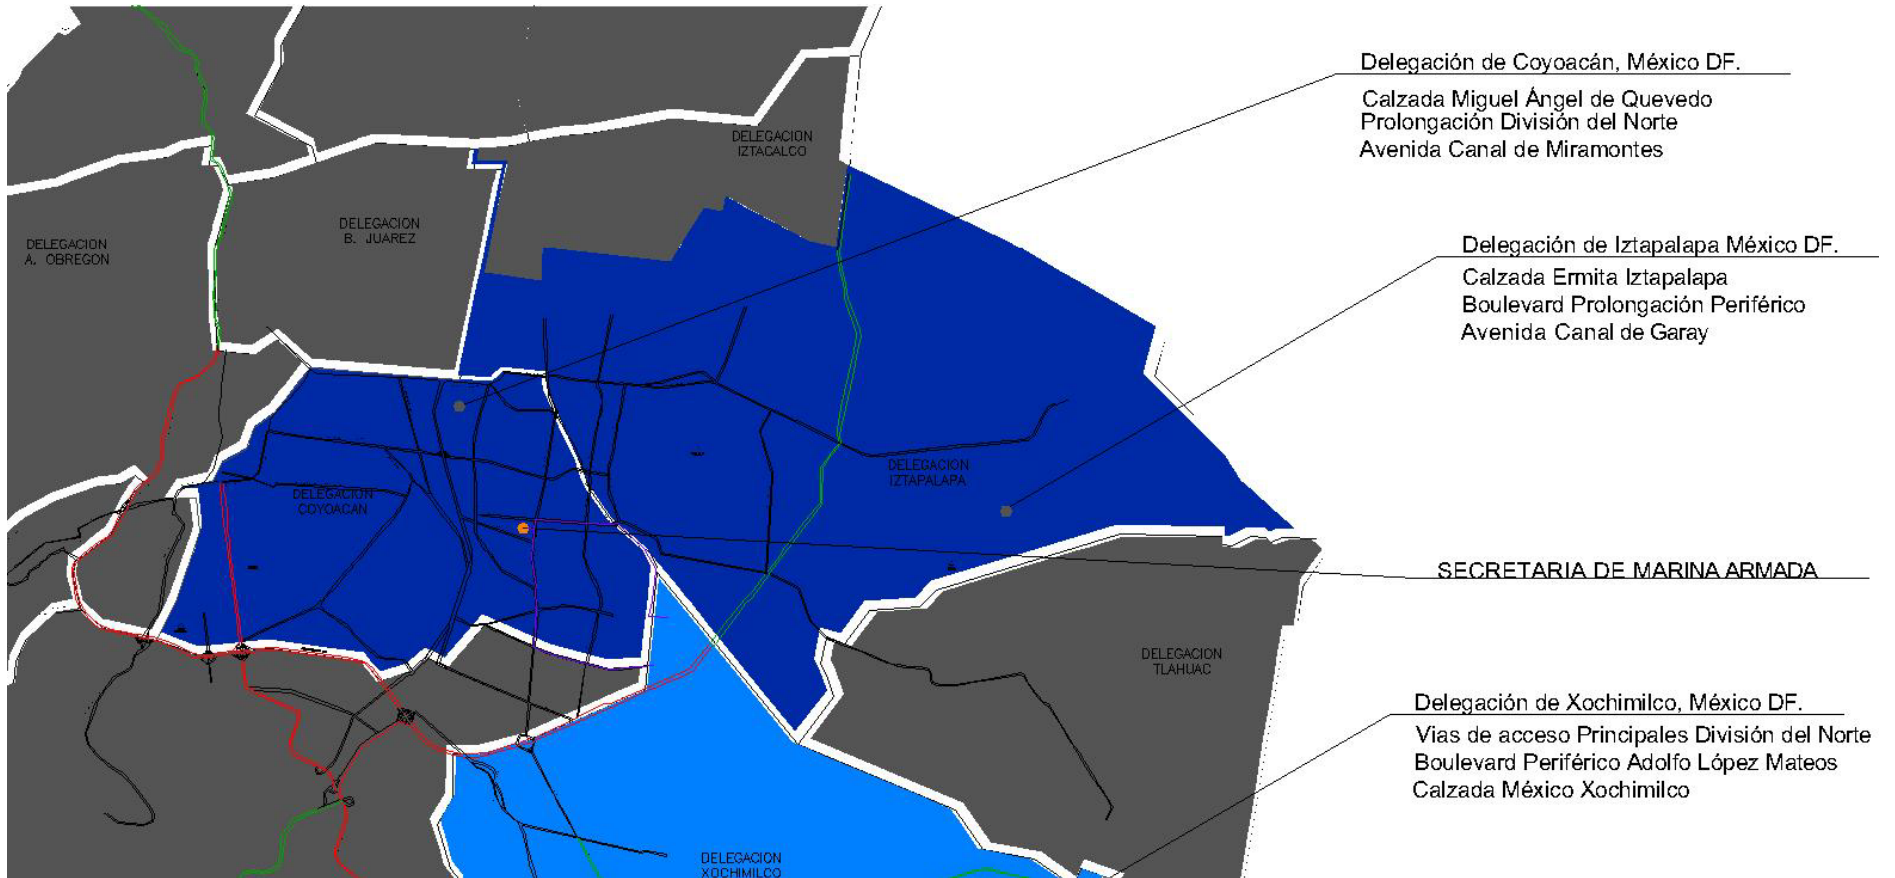 Delegación de Coyoacán, México DF.
Calzada Miguel Ángel de Quevedo
Prolongación División del Norte
Avenida Canal de Miramontes
DELEGACION
IZTACALCO
DELEGACION
B. JUAREZ
DELEGACION
A. OBREGON
Delegación de Iztapalapa México DF.
Calzada Ermita Iztapalapa
Boulevard Prolongación Periférico
Avenida Canal de Garay
DELEGACION
IZTAPALAPA
DELEGACION
COYOACAN
SECRETARIA DE MARINA ARMADA
DELEGACION
TLAHUAC
Delegación de Xochimilco, México DF.
Vias de acceso Principales División del Norte
Boulevard Periférico Adolfo López Mateos
Calzada México Xochimilco
DELEGACION
XOCHIMILCO